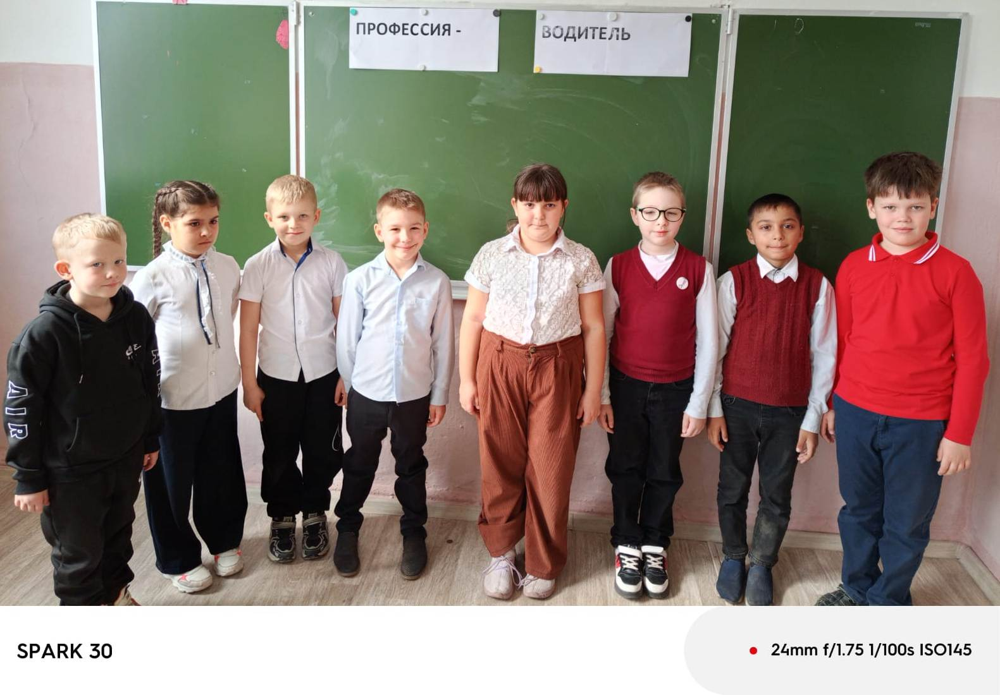 ПРОФЕССИЯ -
ВОДИТЕЛЬ
AIR
SPARK 30
24mm f/1.75 1/100s ISO145